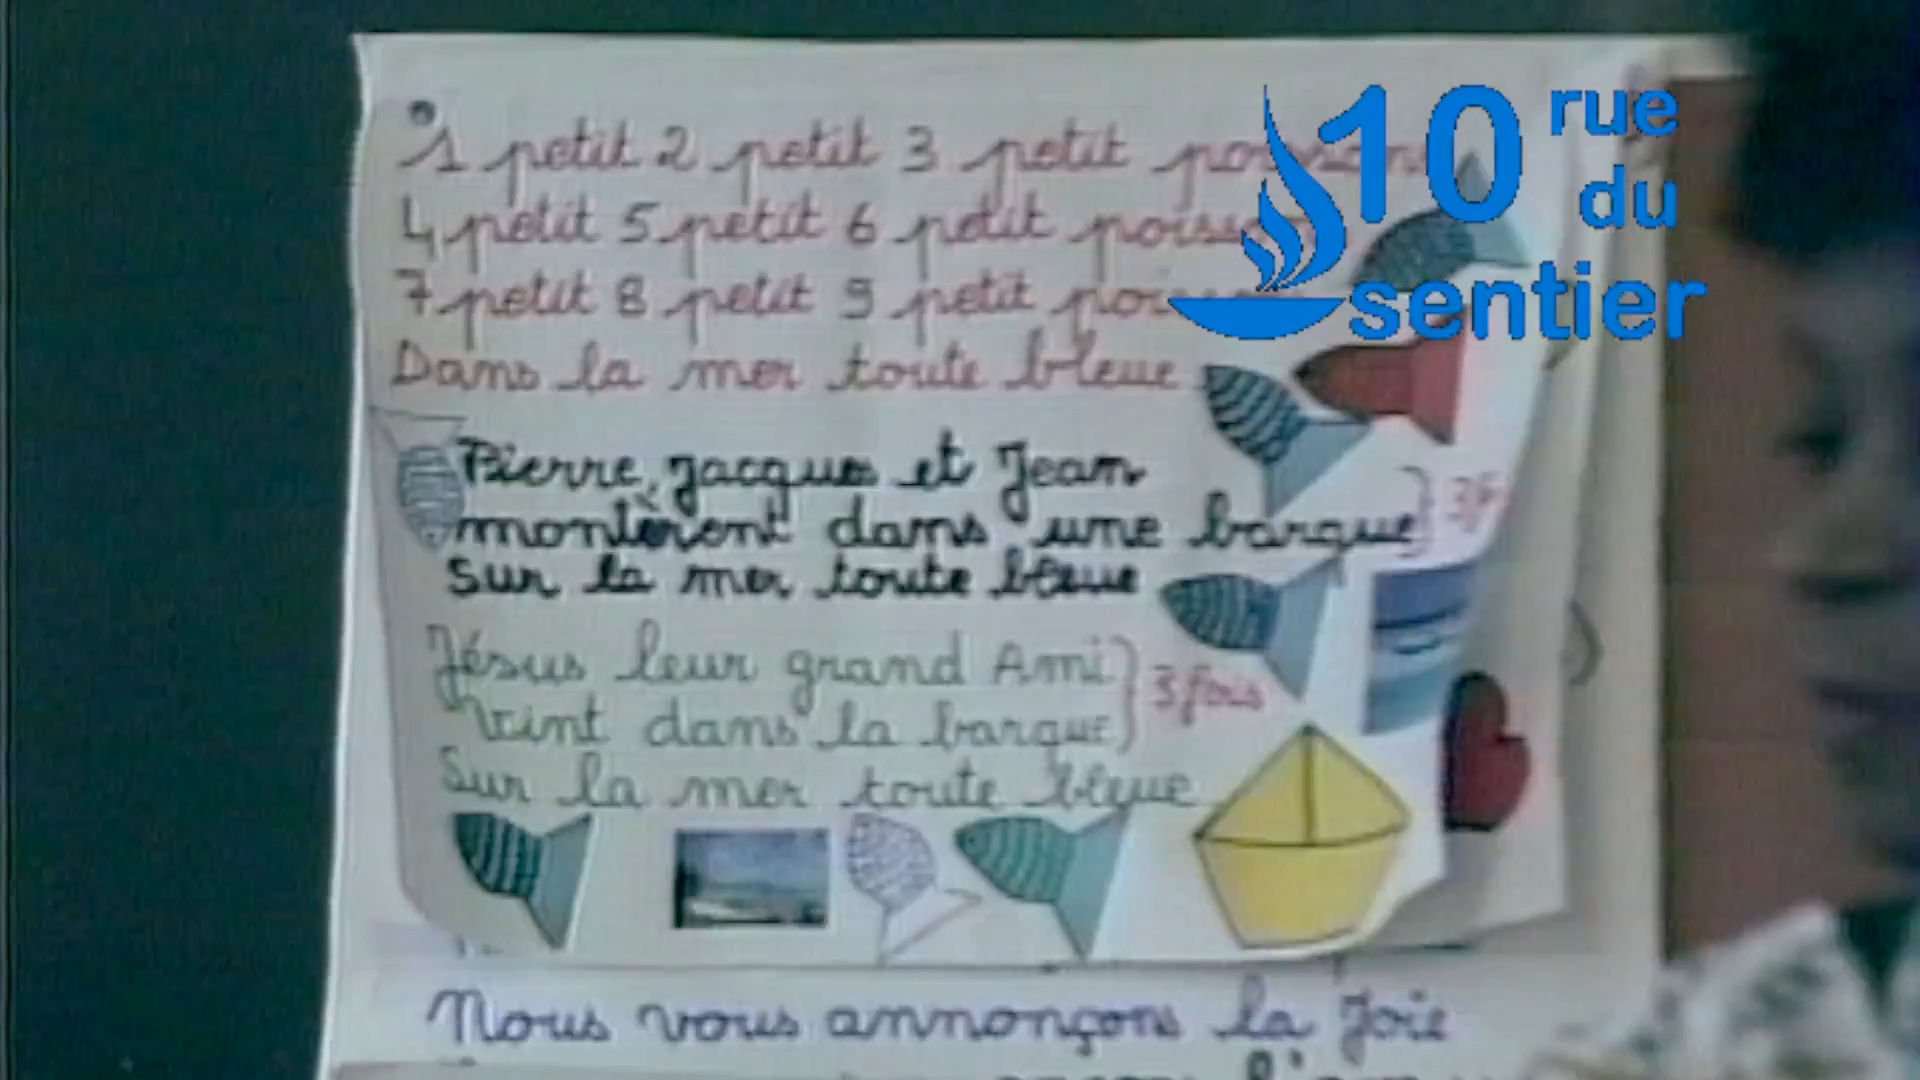 1 petit 2 petit 3 petit poisson
4 petit 5 petit 6 petit poisson
7 petit 8 petit 9 petit
Dans la mer toute bleue
Pierre, Jacques et Jean
montèrent dans une barque
Sur la mer toute bleue
Jésus leur grand Ami
vint dans la barque
3 fois
Sur la mer toute bleue
Nous vous annonçons la Joie
10 rue
du
sentier